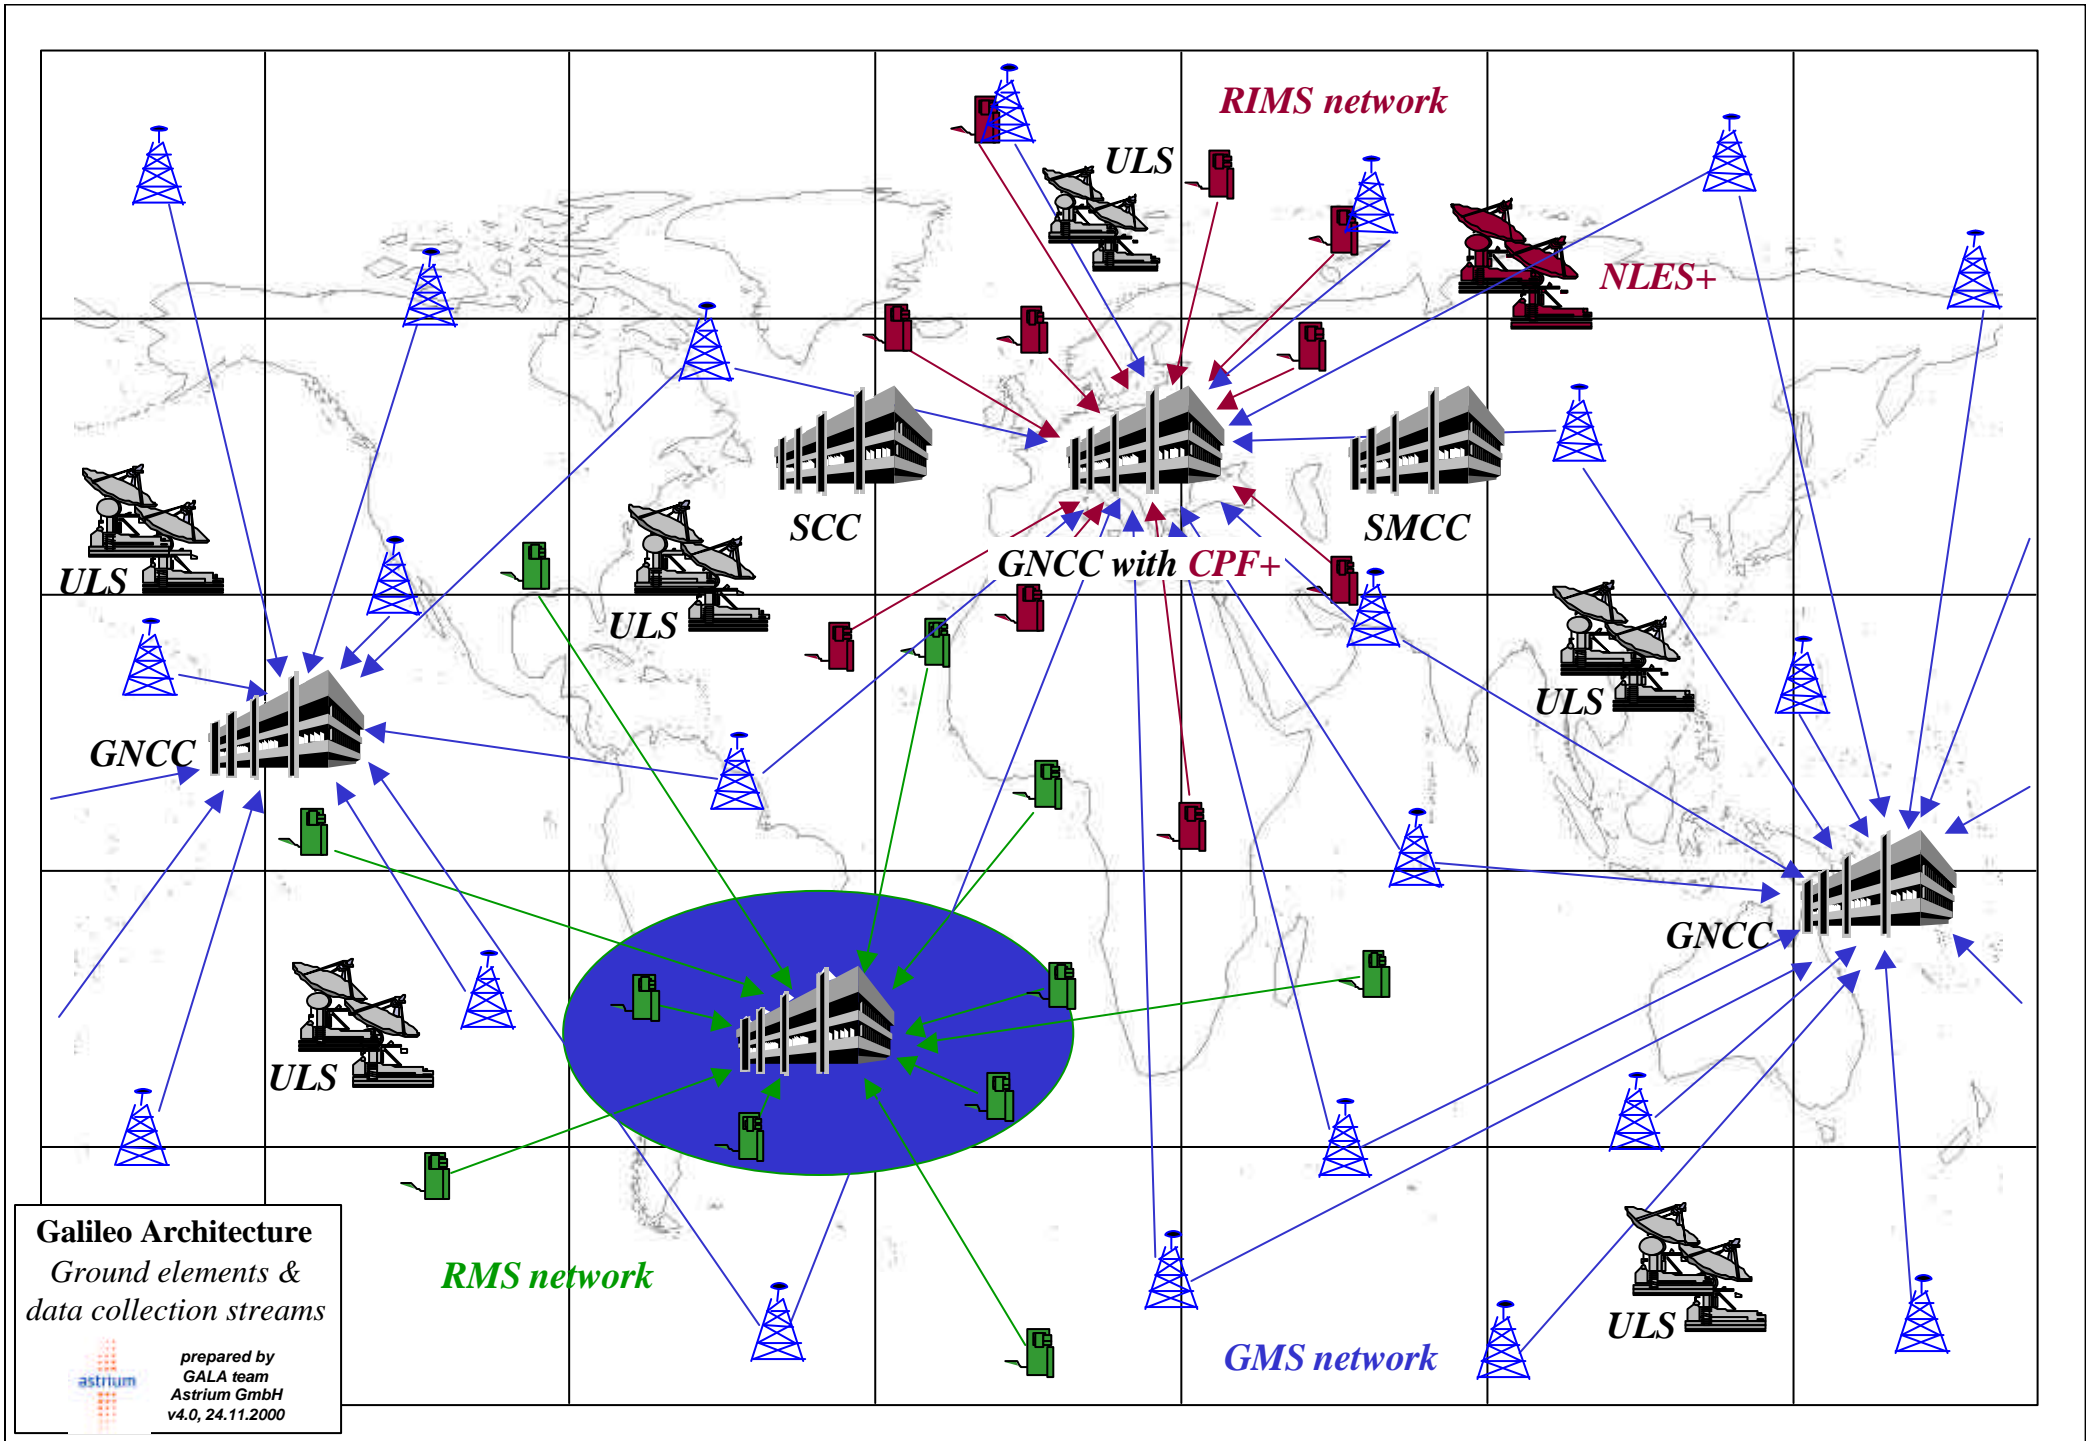 RIMS network
ULS
NLES+
SCC
SMCC
GNCC with CPF+
ULS
ULS
ULS
GNCC
GNCC
ULS
RMS network
GMS network
ULS
Galileo Architecture
Ground elements &
data collection streams
astrium
prepared by
GALA team
Astrium GmbH
v4.0, 24.11.2000